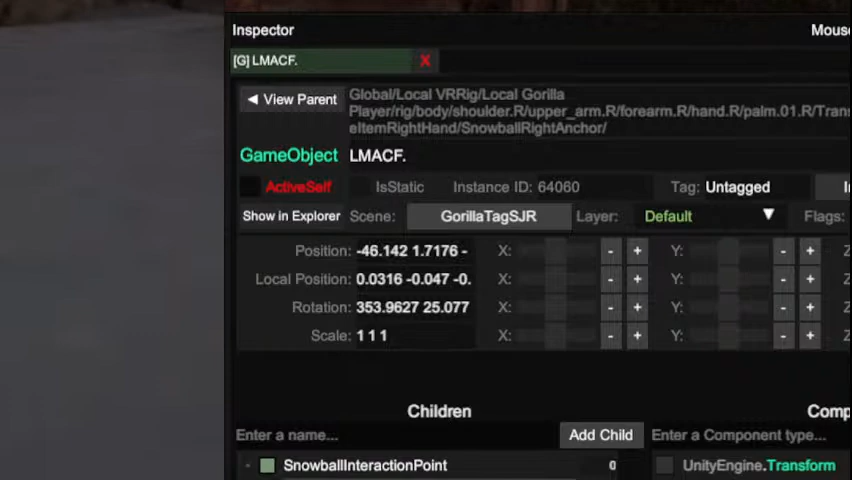 Inspector
Mous
[G] LMACF.
X
◄ View Parent
Global/Local VRRig/Local Gorilla
Player/rig/body/shoulder.R/upper_arm.R/forearm.R/hand.R/palm.01.R/Trans
eItemRightHand/SnowballRightAnchor/
GameObject LMACF.
ActiveSelf IsStatic Instance ID: 64060 Tag: Untagged
Show in Explorer Scene: GorillaTagSJR Layer: Default ▼ Flags:
Position: -46.142 1.7176 - X: - + Y: - + Z
Local Position: 0.0316 -0.047 -0. X: - + Y: - + Z
Rotation: 353.9627 25.077 X: - + Y: - + Z
Scale: 1 1 1 X: - + Y: - + Z
Children
Comp
Enter a name... Add Child Enter a Component type...
- SnowballInteractionPoint 0 UnityEngine.Transform